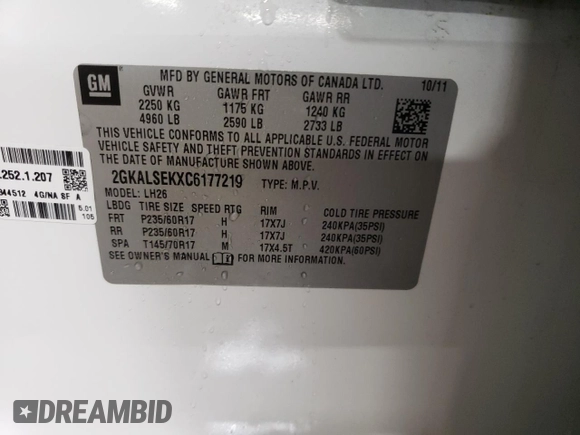 GM
MFD BY GENERAL MOTORS OF CANADA LTD. 10/11
GVWR GAWR FRT GAWR RR
2250 KG 1175 KG 1240 KG
4960 LB 2590 LB 2733 LB
THIS VEHICLE CONFORMS TO ALL APPLICABLE U.S. FEDERAL MOTOR
VEHICLE SAFETY AND THEFT PREVENTION STANDARDS IN EFFECT ON
THE DATE OF MANUFACTURE SHOWN ABOVE.
2GKALSEKXC6177219 TYPE: M.P.V.
MODEL: LH26
LBDG TIRE SIZE SPEED RTG RIM COLD TIRE PRESSURE
FRT P235/60R17 H 17X7J 240KPA(35PSI)
RR P235/60R17 H 17X7J 240KPA(35PSI)
SPA T145/70R17 M 17X4.5T 420KPA(60PSI)
SEE OWNER'S MANUAL FOR MORE INFORMATION.
.252.1.207
344512 4G/NA SF A
6.01
106
DREAMBID